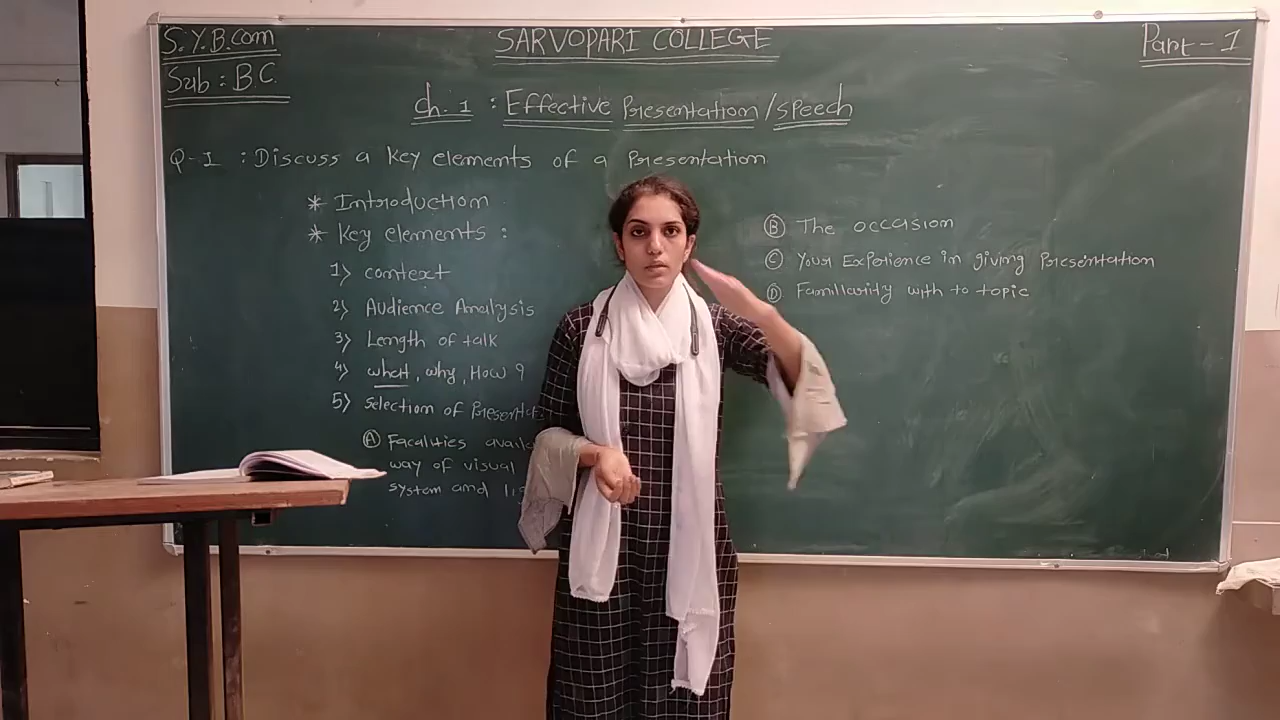 S.Y.B.com
SARVOPARI COLLEGE
Part - 1
Sub : B.C.
Ch. 1 : Effective Presentation / Speech
Q-1 : Discuss a key elements of a Presentation
* Introduction
* Key elements :
1) context
2) Audience Analysis
3) Length of talk
4) what, why, How ?
5) Selection of
Ⓐ Facalities
way of visual
system and
Ⓑ The occasion
Ⓒ Your Experience in giving Presentation
Ⓓ Familiarity with to topic